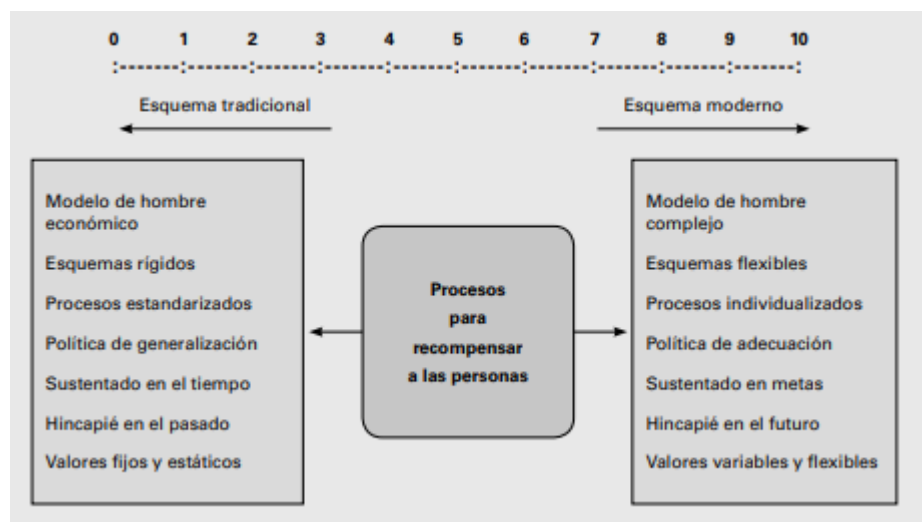 0 1 2 3 4 5 6 7 8 9 10
:-------:-------:-------:-------:-------:-------:-------:-------:-------:-------:
Esquema tradicional
Esquema moderno
Modelo de hombre
económico
Esquemas rígidos
Procesos estandarizados
Política de generalización
Sustentado en el tiempo
Hincapié en el pasado
Valores fijos y estáticos
Procesos
para
recompensar
a las personas
Modelo de hombre
complejo
Esquemas flexibles
Procesos individualizados
Política de adecuación
Sustentado en metas
Hincapié en el futuro
Valores variables y flexibles